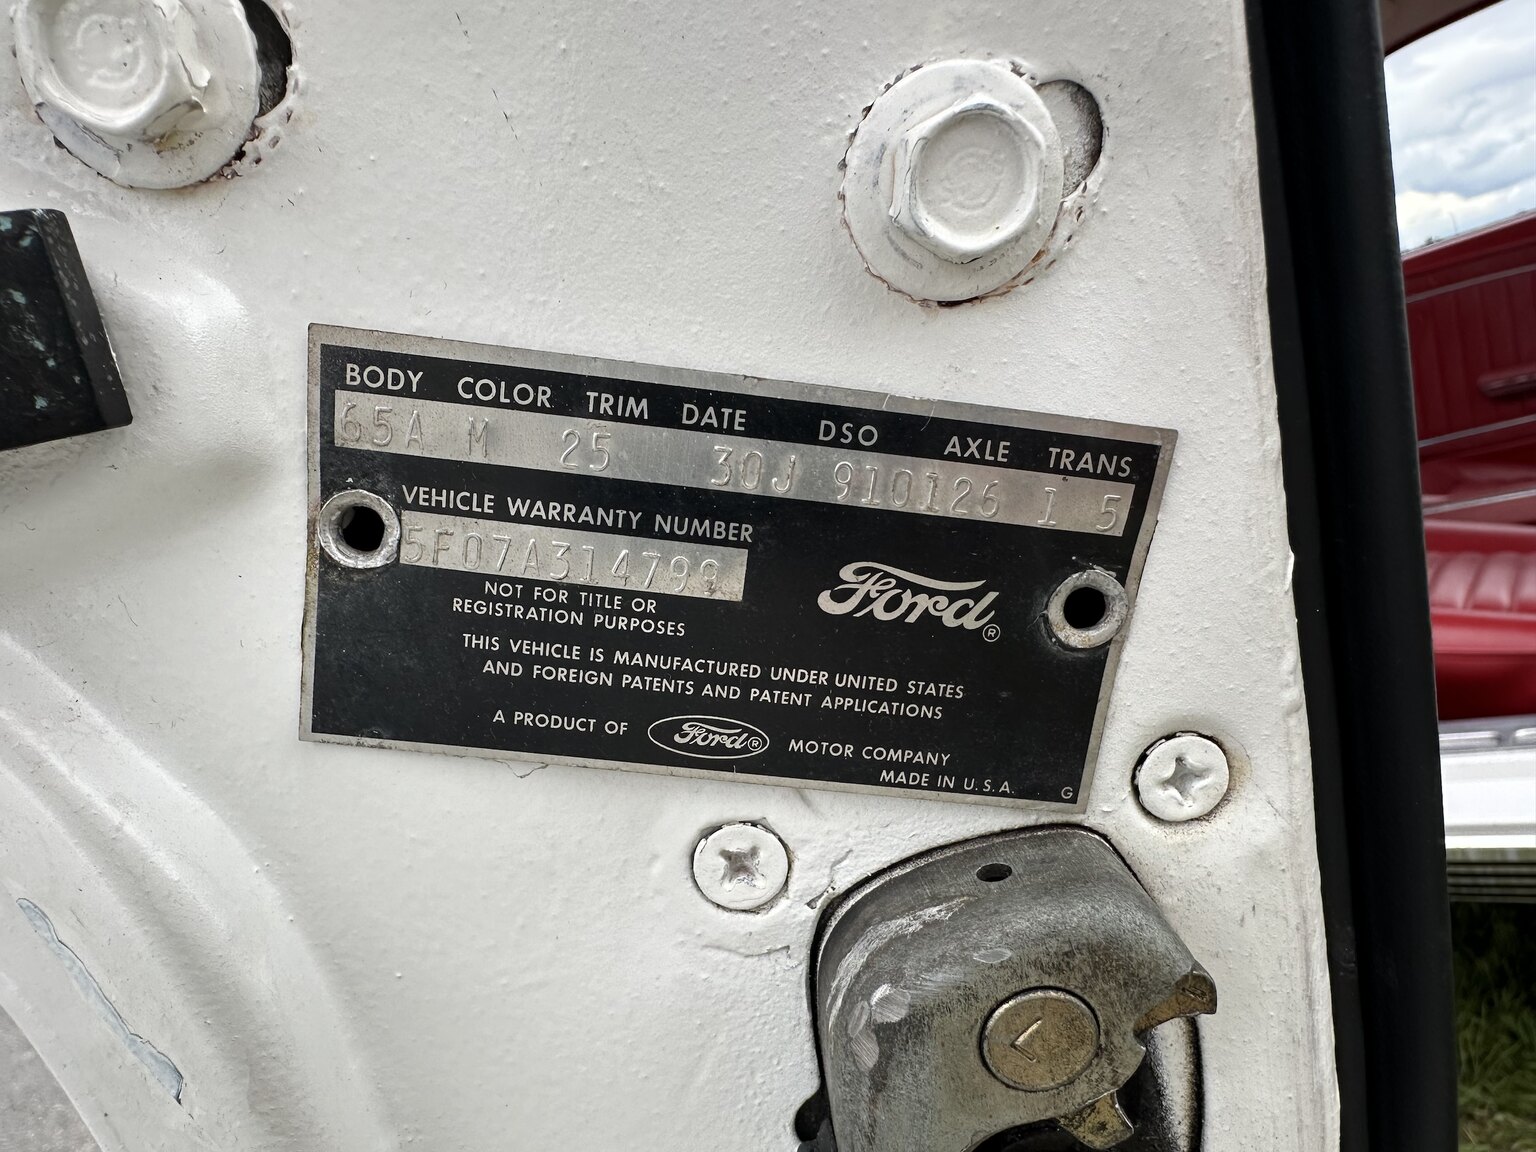 BODY COLOR TRIM DATE DSO AXLE TRANS
65A M 25 30J 910126 1 5
VEHICLE WARRANTY NUMBER
5F07A314799
Ford®
NOT FOR TITLE OR
REGISTRATION PURPOSES
THIS VEHICLE IS MANUFACTURED UNDER UNITED STATES
AND FOREIGN PATENTS AND PATENT APPLICATIONS
A PRODUCT OF Ford® MOTOR COMPANY
MADE IN U.S.A. G